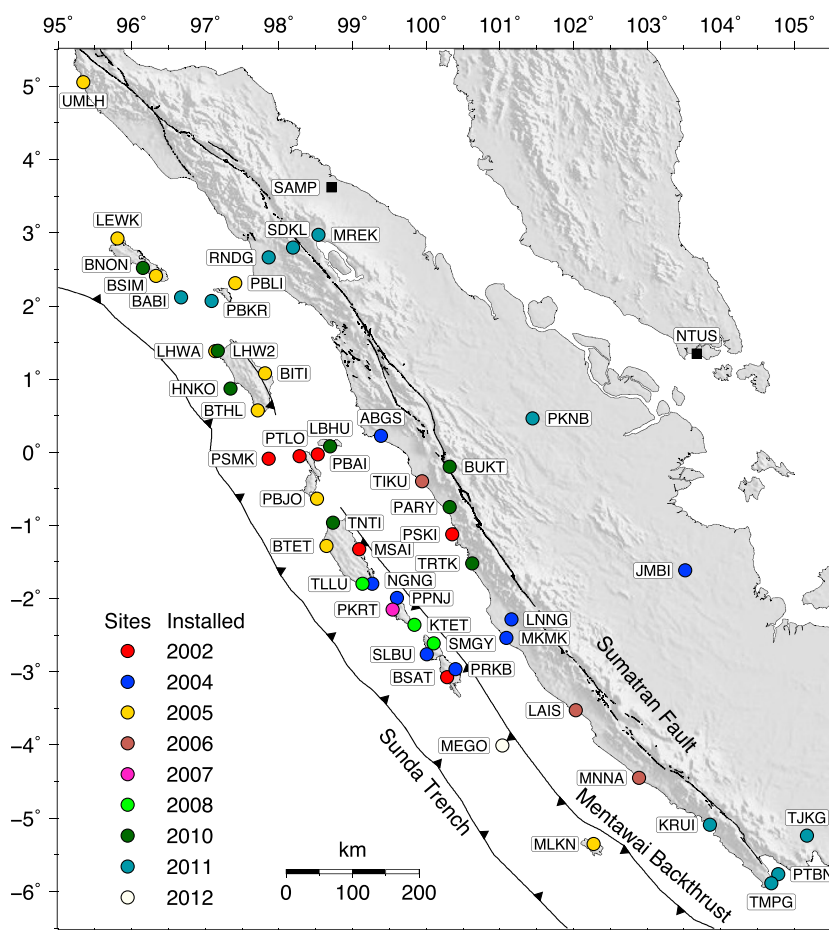 95° 96° 97° 98° 99° 100° 101° 102° 103° 104° 105°
5°
UMLH
4°
SAMP
3°
LEWK
SDKL
MREK
RNDG
BNON
BSIM
PBLI
BABI
PBKR
2°
NTUS
LHWA
LHW2
1°
BITI
HNKO
BTHL
ABGS
PKNB
LBHU
PTLO
0°
PSMK
PBAI
BUKT
TIKU
PBJO
PARY
−1°
TNTI
PSKI
BTET
MSAI
TRTK
JMBI
TLLU
NGNG
PPNJ
−2°
PKRT
KTET
LNNG
SMGY
MKMK
Sites Installed
2002
SLBU
PRKB
BSAT
−3°
2004
2005
LAIS
Sumatran Fault
2006
MEGO
−4°
2007
MNNA
Sunda Trench
2008
Mentawai Backthrust
−5°
2010
KRUI
TJKG
MLKN
2011
km
0 100 200
PTBN
TMPG
−6°
2012